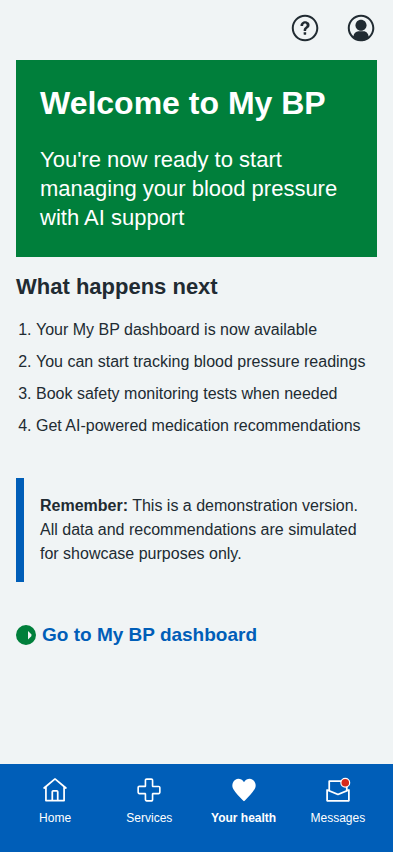 Welcome to My BP
You're now ready to start
managing your blood pressure
with AI support
What happens next
1. Your My BP dashboard is now available
2. You can start tracking blood pressure readings
3. Book safety monitoring tests when needed
4. Get AI-powered medication recommendations
Remember: This is a demonstration version.
All data and recommendations are simulated
for showcase purposes only.
Go to My BP dashboard
Home
Services
Your health
Messages